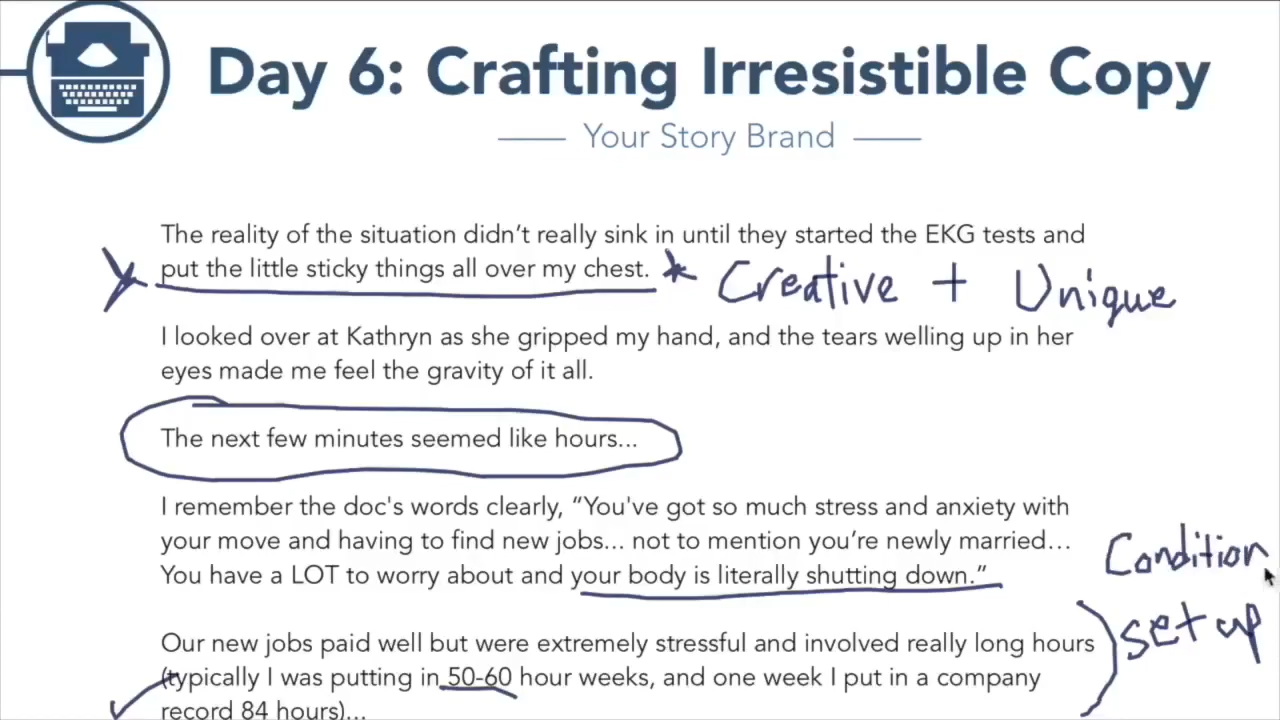 Day 6: Crafting Irresistible Copy
Your Story Brand
The reality of the situation didn’t really sink in until they started the EKG tests and
put the little sticky things all over my chest. * Creative + Unique
I looked over at Kathryn as she gripped my hand, and the tears welling up in her
eyes made me feel the gravity of it all.
The next few minutes seemed like hours...
I remember the doc's words clearly, “You've got so much stress and anxiety with
your move and having to find new jobs... not to mention you’re newly married…
You have a LOT to worry about and your body is literally shutting down.”
Condition
Our new jobs paid well but were extremely stressful and involved really long hours
set up
(typically I was putting in 50-60 hour weeks, and one week I put in a company
record 84 hours)...